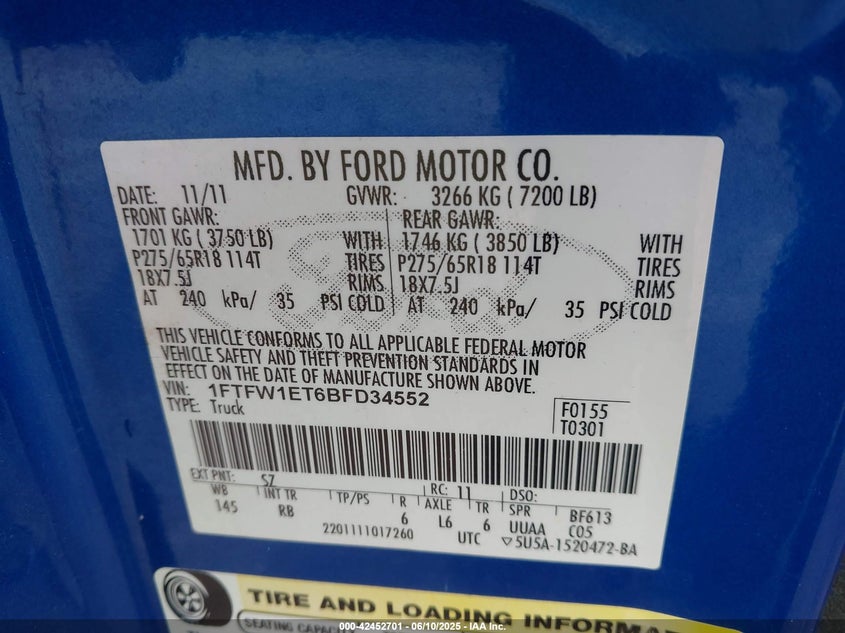 MFD. BY FORD MOTOR CO.
DATE: 11/11 GVWR: 3266 KG ( 7200 LB)
FRONT GAWR: REAR GAWR:
1701 KG ( 3750 LB) WITH 1746 KG ( 3850 LB) WITH
P275/65R18 114T TIRES P275/65R18 114T TIRES
18X7.5J RIMS 18X7.5J RIMS
AT 240 kPa/ 35 PSI COLD AT 240 kPa/ 35 PSI COLD
THIS VEHICLE CONFORMS TO ALL APPLICABLE FEDERAL MOTOR
VEHICLE SAFETY AND THEFT PREVENTION STANDARDS IN
EFFECT ON THE DATE OF MANUFACTURE SHOWN ABOVE.
VIN: 1FTFW1ET6BFD34552
TYPE: Truck
F0155
T0301
EXT PNT: SZ RC: 11 DSO:
WB INT TR TP/PS R AXLE TR SPR BF613
145 RB 6 L6 6 UUAA C05
2201111017260 UTC ▽5U5A-1520472-BA
TIRE AND LOADING INFORMA
SEATING CAPAC
000-42452701 - 06/10/2025 - IAA Inc.